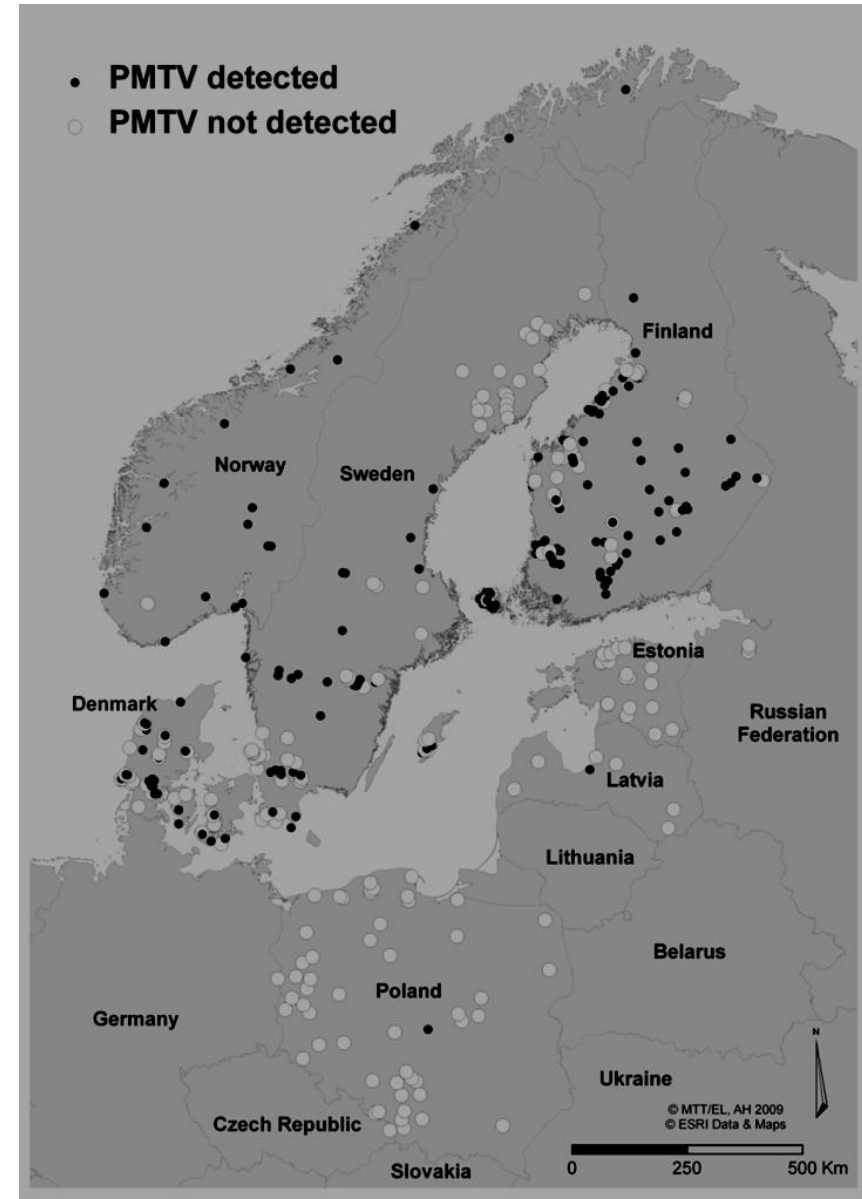 PMTV detected
PMTV not detected
Finland
Norway
Sweden
Estonia
Denmark
Russian
Federation
Latvia
Lithuania
Belarus
Poland
Germany
N
Ukraine
© MTT/EL, AH 2009
© ESRI Data & Maps
Czech Republic
0 250 500 Km
Slovakia